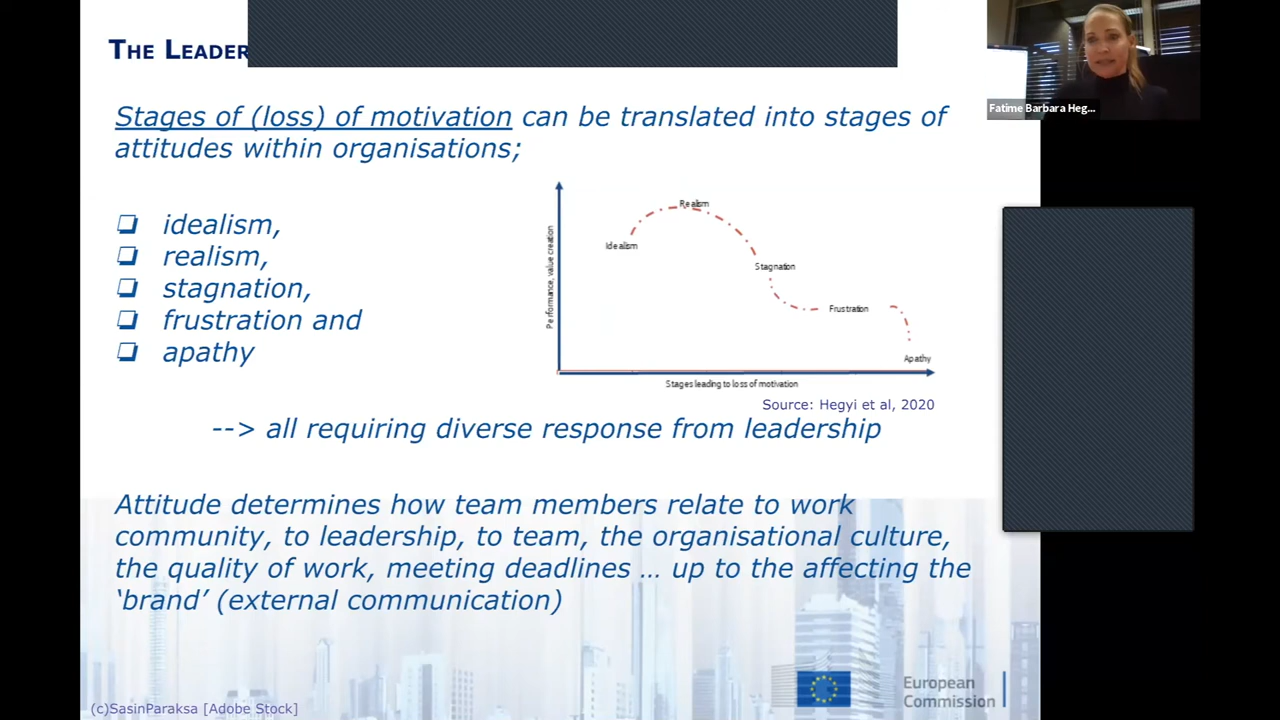 THE LEADER
Fatime Barbara Heg...
Stages of (loss) of motivation can be translated into stages of
attitudes within organisations;
❑ idealism,
❑ realism,
❑ stagnation,
❑ frustration and
❑ apathy
Performance, value creation
Idealism
Realism
Stagnation
Frustration
Apathy
Stages leading to loss of motivation
Source: Hegyi et al, 2020
--> all requiring diverse response from leadership
Attitude determines how team members relate to work
community, to leadership, to team, the organisational culture,
the quality of work, meeting deadlines … up to the affecting the
‘brand’ (external communication)
European
Commission
(c)SasinParaksa [Adobe Stock]